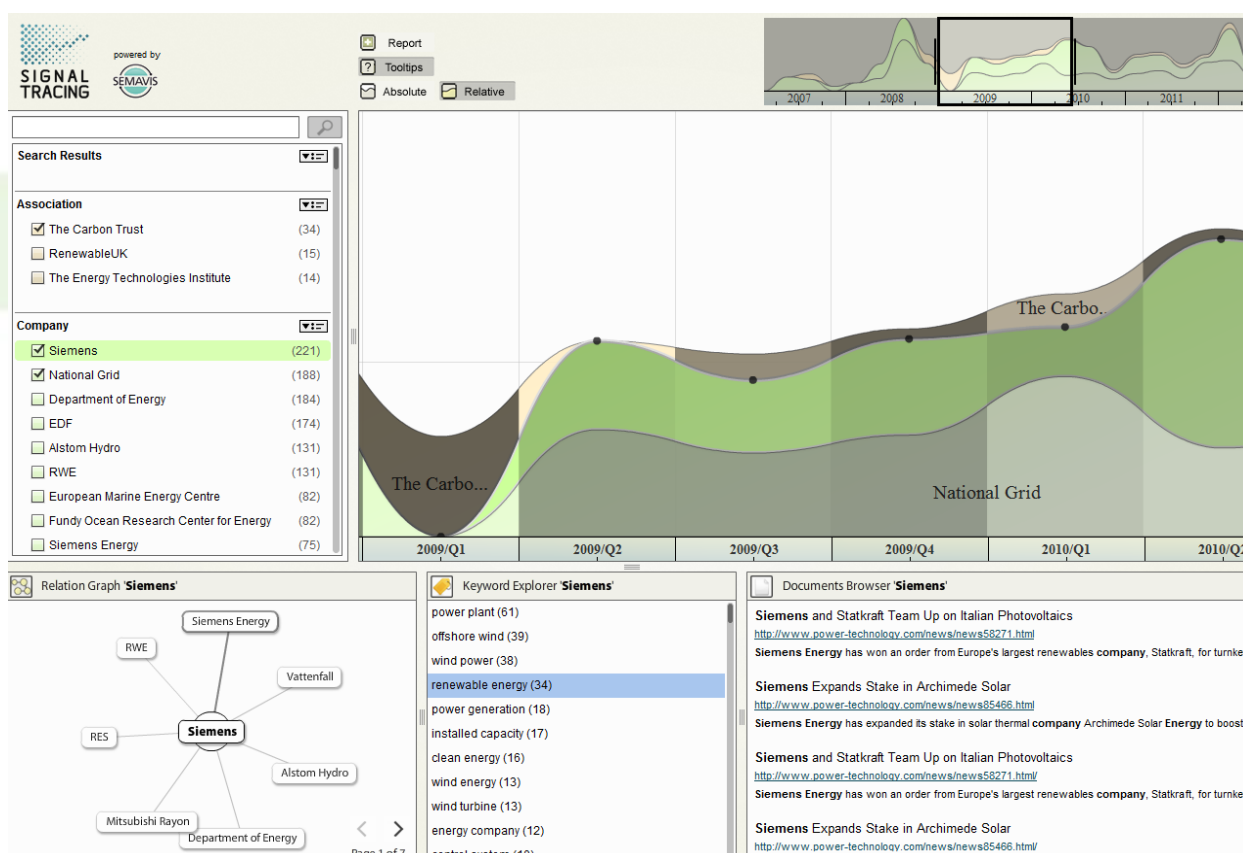 SIGNAL
TRACING
powered by
SEMAVIS
Report
? Tooltips
Absolute Relative
2007 2008 2009 2010 2011
Search Results
Association
The Carbon Trust (34)
RenewableUK (15)
The Energy Technologies Institute (14)
Company
Siemens (221)
National Grid (188)
Department of Energy (184)
EDF (174)
Alstom Hydro (131)
RWE (131)
European Marine Energy Centre (82)
Fundy Ocean Research Center for Energy (82)
Siemens Energy (75)
The Carbo...
The Carbo..
National Grid
2009/Q1 2009/Q2 2009/Q3 2009/Q4 2010/Q1 2010/Q2
Relation Graph 'Siemens'
Siemens Energy
RWE
Vattenfall
Siemens
RES
Alstom Hydro
Mitsubishi Rayon
Department of Energy
Page 1 of 7
Keyword Explorer 'Siemens'
power plant (61)
offshore wind (39)
wind power (38)
renewable energy (34)
power generation (18)
installed capacity (17)
clean energy (16)
wind energy (13)
wind turbine (13)
energy company (12)
control system (10)
Documents Browser 'Siemens'
Siemens and Statkraft Team Up on Italian Photovoltaics
http://www.power-technology.com/news/news58271.html
Siemens Energy has won an order from Europe's largest renewables company, Statkraft, for turnke
Siemens Expands Stake in Archimede Solar
http://www.power-technology.com/news/news85466.html
Siemens Energy has expanded its stake in solar thermal company Archimede Solar Energy to boost
Siemens and Statkraft Team Up on Italian Photovoltaics
http://www.power-technology.com/news/news58271.html/
Siemens Energy has won an order from Europe's largest renewables company, Statkraft, for turnke
Siemens Expands Stake in Archimede Solar
http://www.power-technology.com/news/news85466.html/